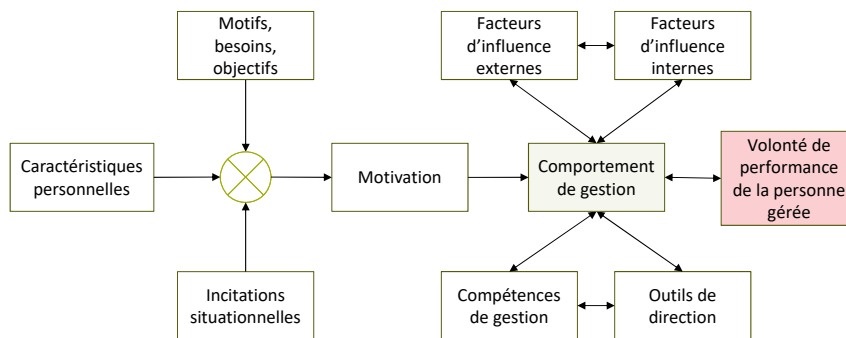 Motifs,
besoins,
objectifs
Facteurs
d'influence
externes
Facteurs
d'influence
internes
Caractéristiques
personnelles
Motivation
Comportement
de gestion
Volonté de
performance
de la personne
gérée
Incitations
situationnelles
Compétences
de gestion
Outils de
direction